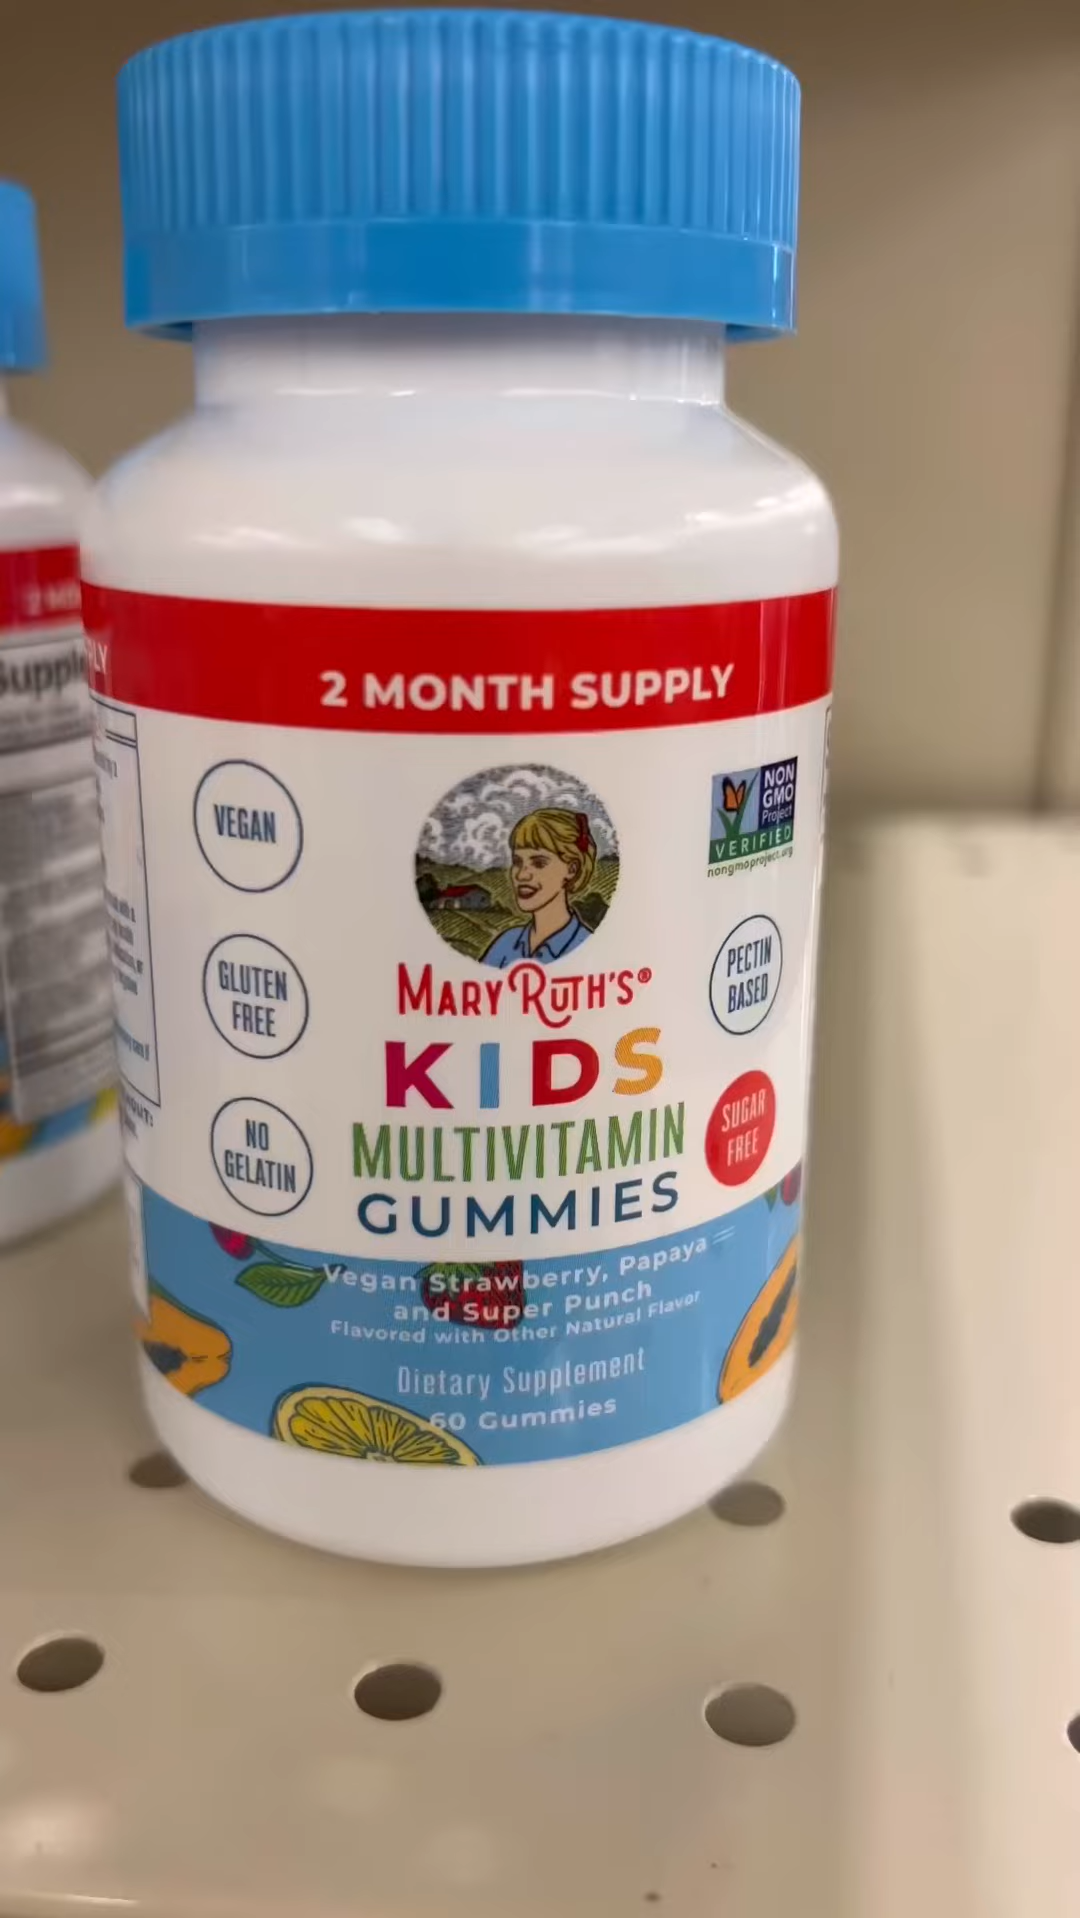 2 MONTH SUPPLY
VEGAN
NON
GMO
Project
VERIFIED
nongmoproject.org
GLUTEN
FREE
PECTIN
BASED
NO
GELATIN
SUGAR
FREE
MARY RUTH'S®
KIDS
MULTIVITAMIN
GUMMIES
Vegan Strawberry, Papaya
and Super Punch
Flavored with Other Natural Flavor
Dietary Supplement
60 Gummies